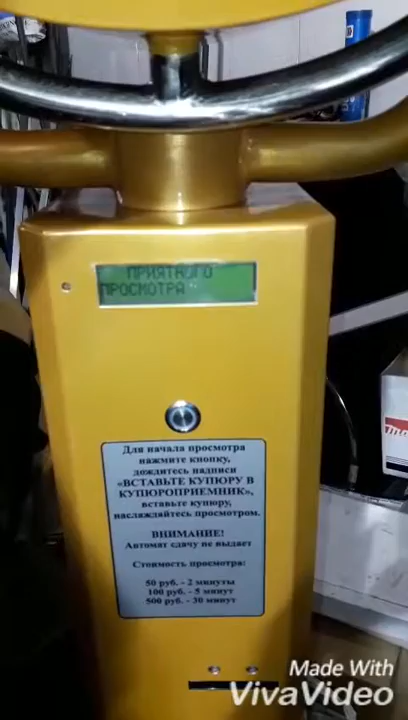 ПРИЯТНОГО
ПРОСМОТРА
Для начала просмотра
нажмите кнопку,
дождитесь надписи
«ВСТАВЬТЕ КУПЮРУ В
КУПЮРОПРИЕМНИК»,
вставьте купюру,
наслаждайтесь просмотром.
ВНИМАНИЕ!
Автомат сдачу не выдает
Стоимость просмотра:
50 руб. - 2 минуты
100 руб. - 5 минут
500 руб. - 30 минут
Made With
VivaVideo